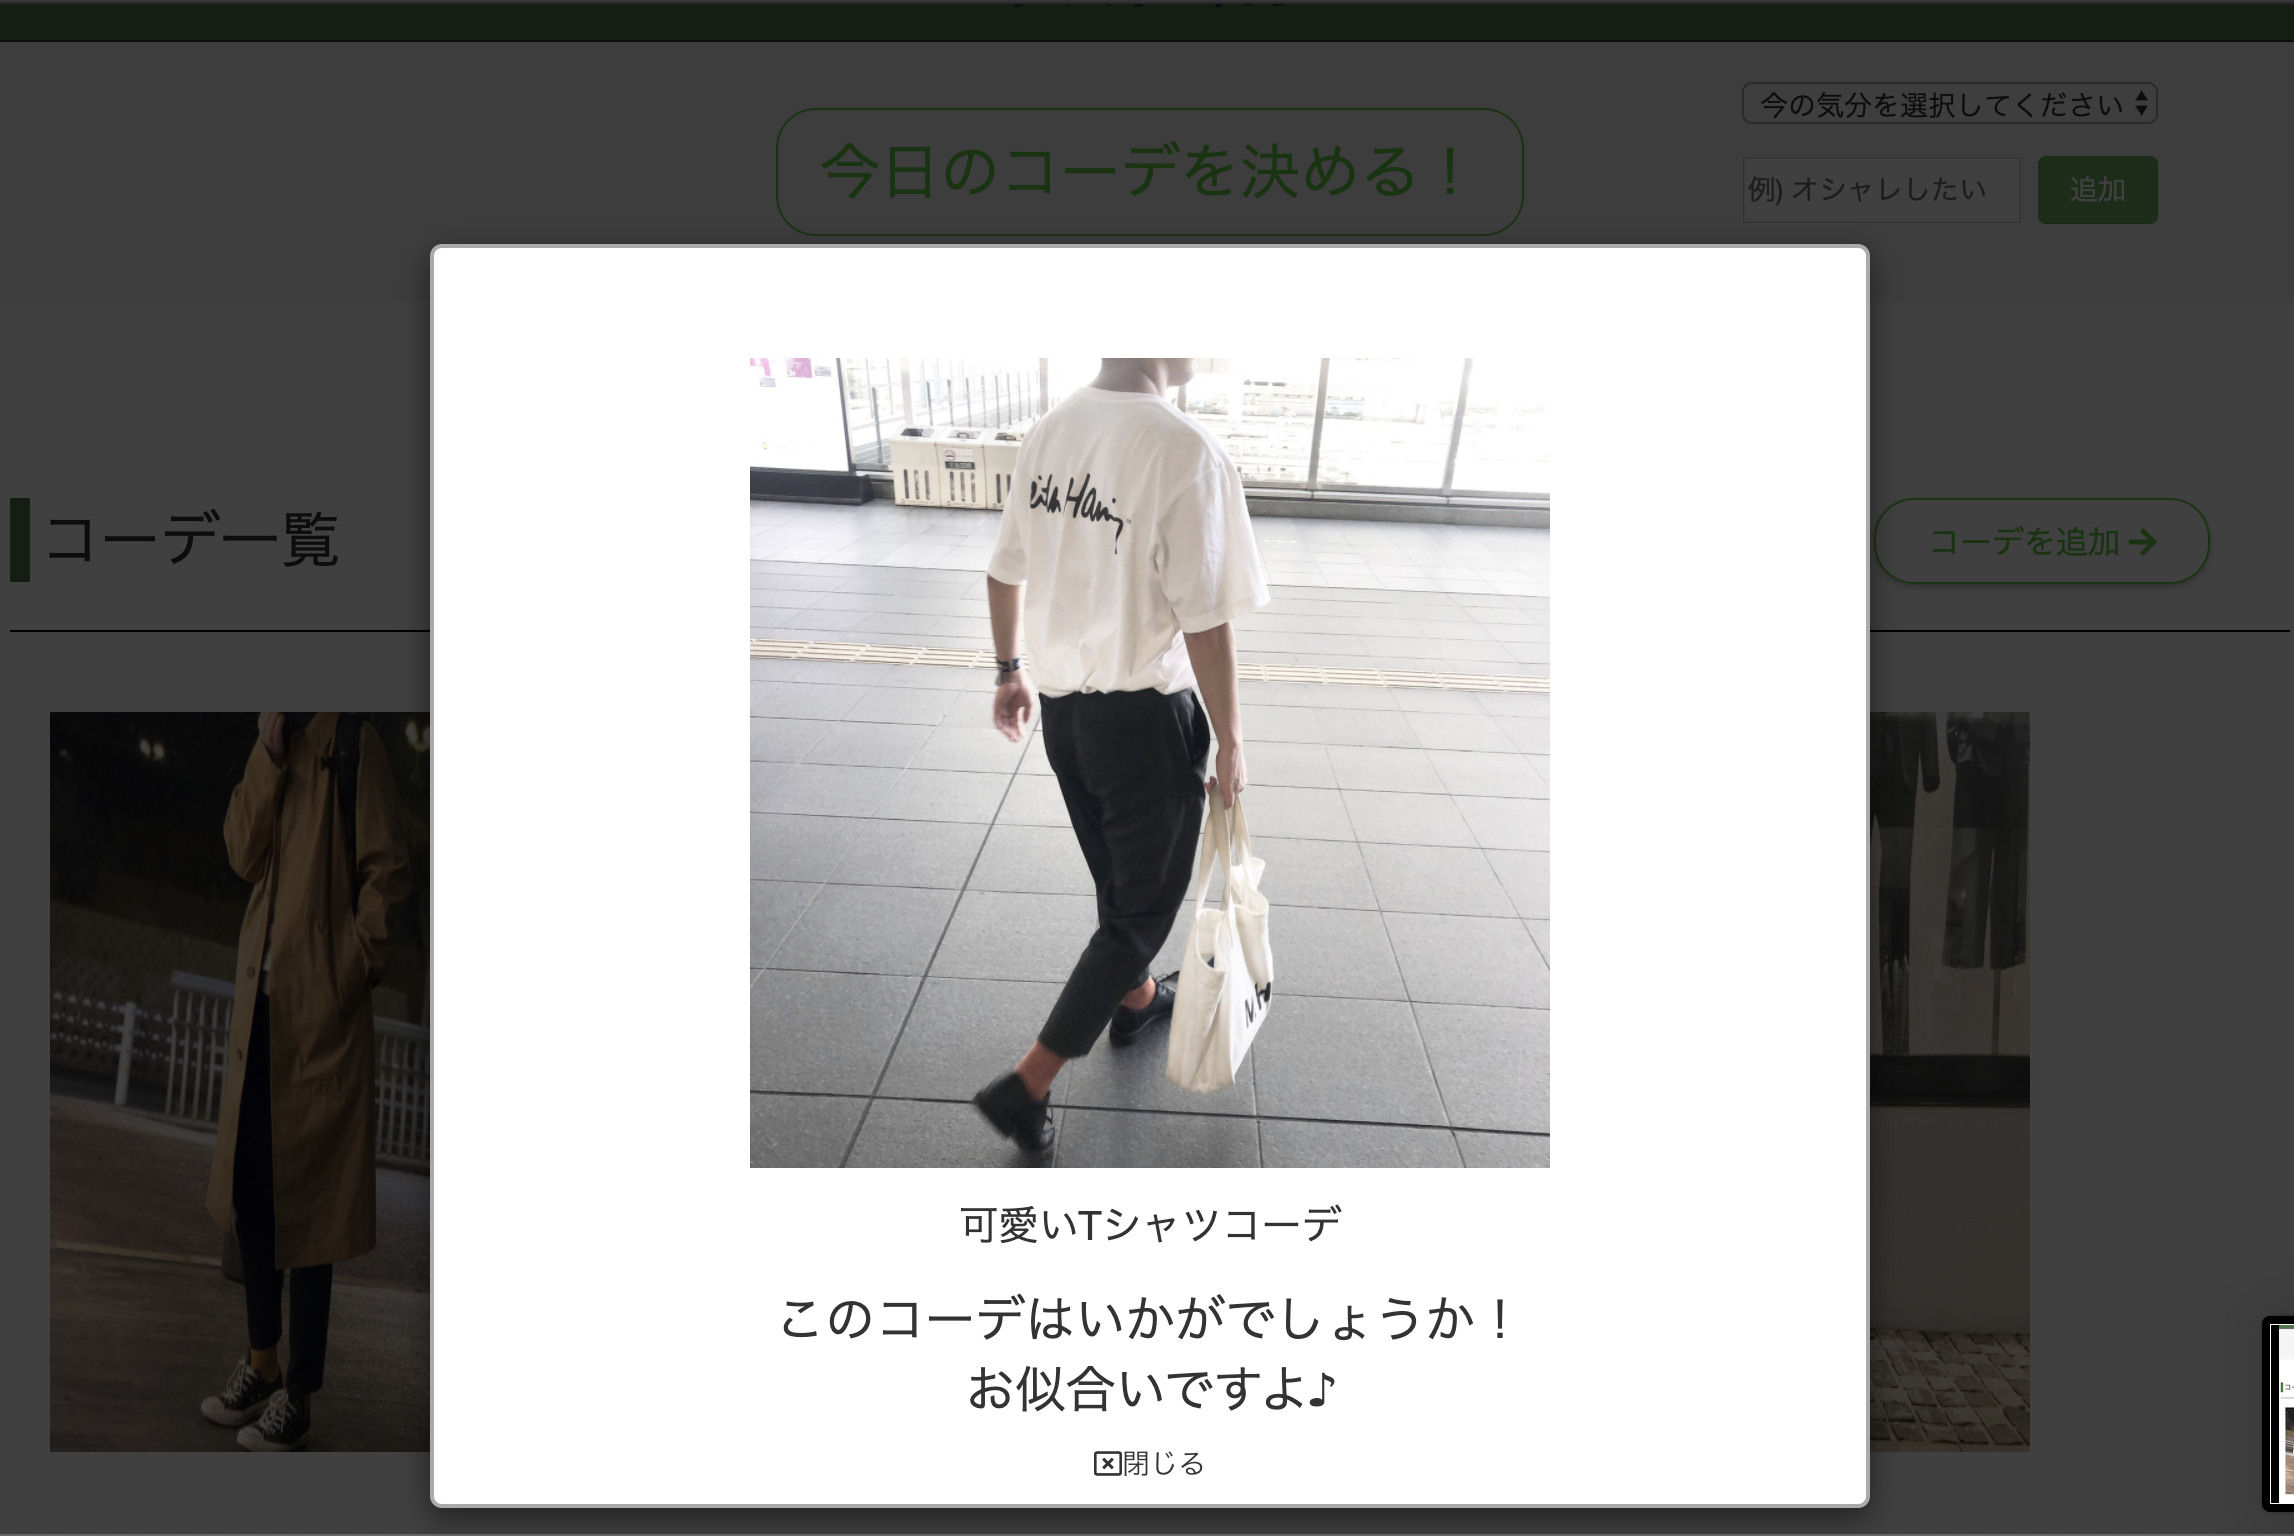 今の気分を選択してください
今日のコーデを決める！
例) オシャレしたい
追加
コーデ一覧
コーデを追加
Haring
可愛いTシャツコーデ
このコーデはいかがでしょうか！
お似合いですよ♪
閉じる